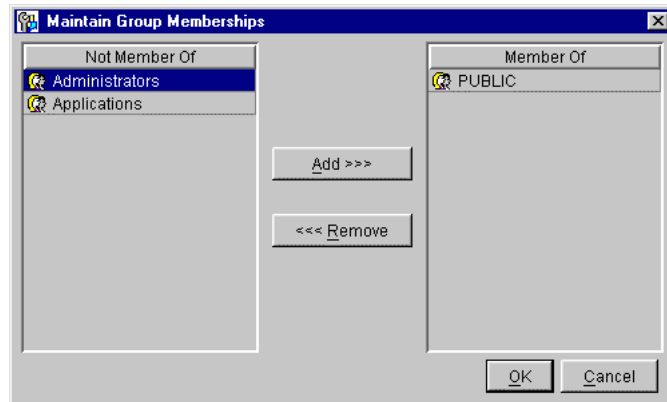 Maintain Group Memberships
Not Member Of
Administrators
Applications
Add >>>
<<< Remove
Member Of
PUBLIC
OK
Cancel